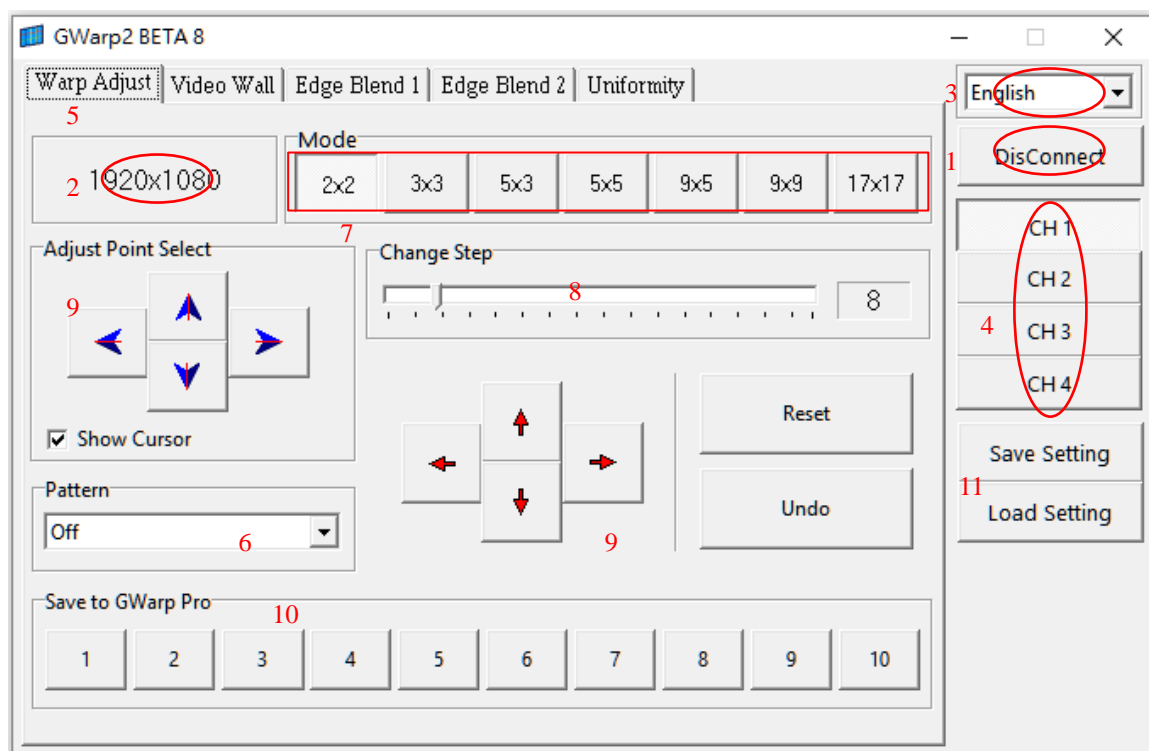 GWarp2 BETA 8
Warp Adjust Video Wall Edge Blend 1 Edge Blend 2 Uniformity
3 English
5
1 DisConnect
Mode
2 1920x1080
2x2 3x3 5x3 5x5 9x5 9x9 17x17
7
CH 1
CH 2
4 CH 3
CH 4
Adjust Point Select
9
Show Cursor
Change Step
8 8
Reset
Undo
9
Save Setting
11
Load Setting
Pattern
Off
6
Save to GWarp Pro
10
1 2 3 4 5 6 7 8 9 10